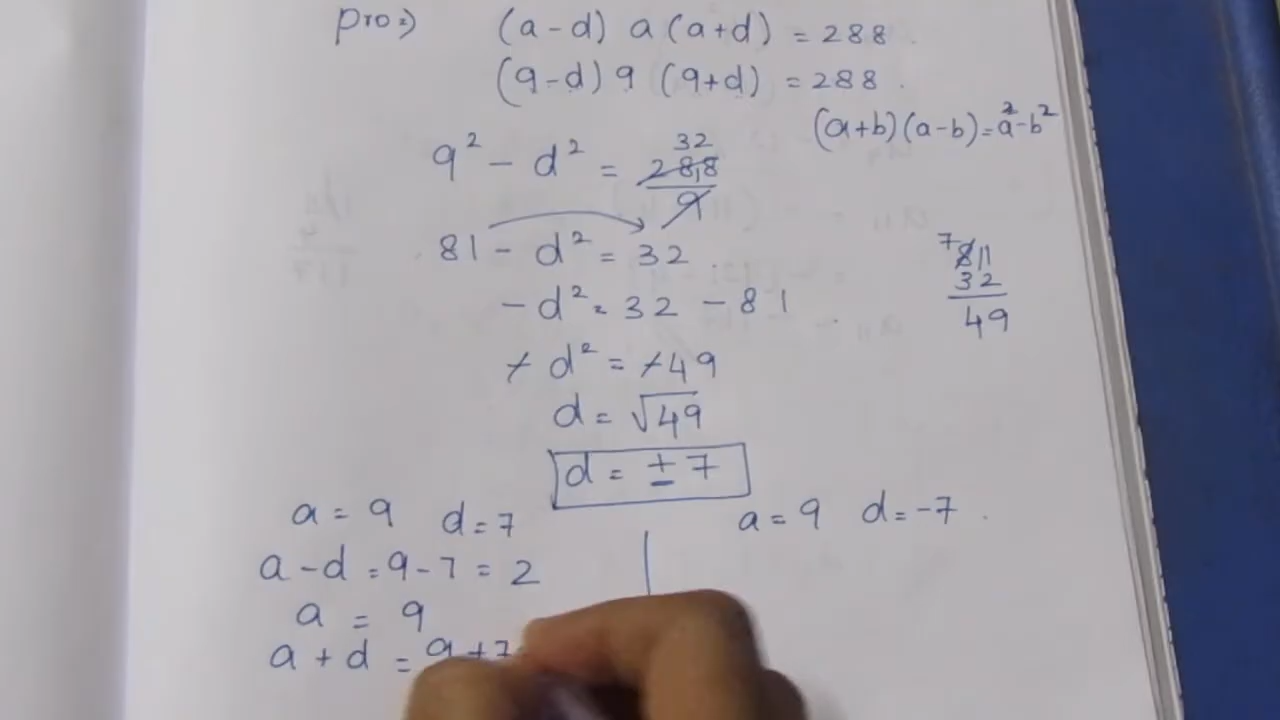 pro :) (a - d) a (a + d) = 288
(9 - d) 9 (9 + d) = 288
(a + b) (a - b) = a² - b²
9² - d² = 288/9 32
81 - d² = 32
- d² = 32 - 81
- d² = - 49
d = √49
d = ± 7
7 811
32
49
a = 9 d = 7
a - d = 9 - 7 = 2
a = 9
a + d = 9 + 7
a = 9 d = -7